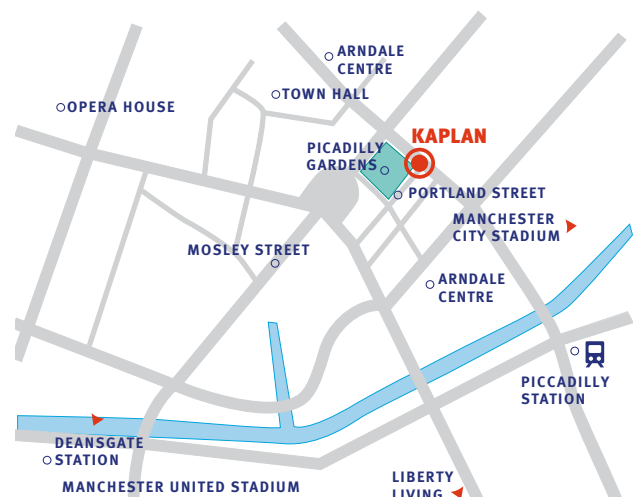 ARNDALE
CENTRE
TOWN HALL
OPERA HOUSE
KAPLAN
PICADILLY
GARDENS
PORTLAND STREET
MANCHESTER
CITY STADIUM
MOSLEY STREET
ARNDALE
CENTRE
PICCADILLY
STATION
DEANSGATE
STATION
MANCHESTER UNITED STADIUM
LIBERTY
LIVING